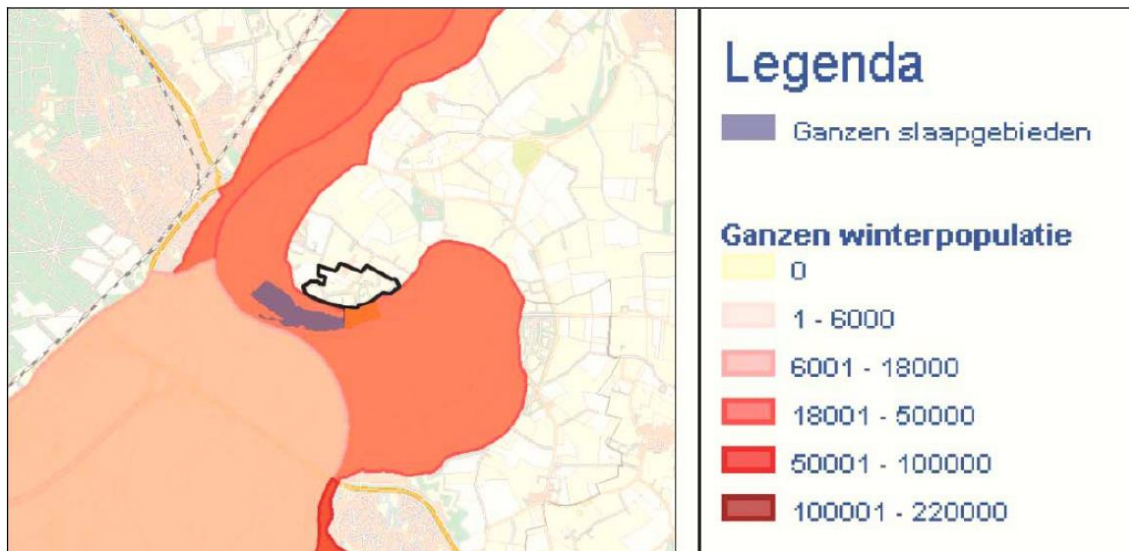 Legenda
Ganzen slaapgebieden
Ganzen winterpopulatie
0
1 - 6000
6001 - 18000
18001 - 50000
50001 - 100000
100001 - 220000